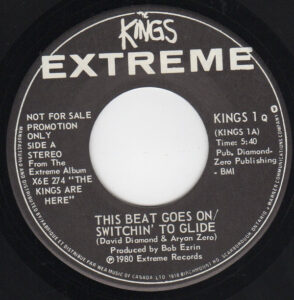 THE
KINGS
EXTREME
NOT FOR SALE
PROMOTION
ONLY
SIDE A
STEREO
From The
Extreme Album
X6E 274 "THE
KINGS ARE
HERE"
KINGS 1 Q
(KINGS 1A)
Time: 5:40
Pub, Diamond-
Zero Publishing
- BMI
THIS BEAT GOES ON/
SWITCHIN' TO GLIDE
(David Diamond & Aryan Zero)
Produced by Bob Ezrin
Ⓟ 1980 Extreme Records